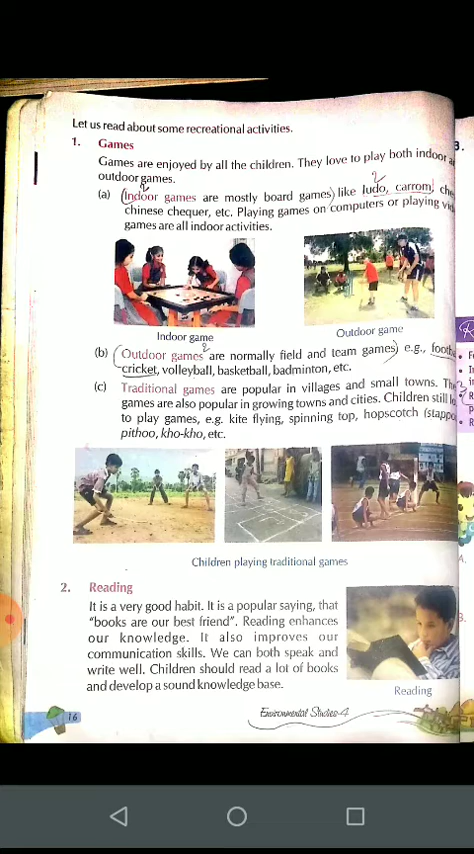 Let us read about some recreational activities.
1. Games
Games are enjoyed by all the children. They love to play both indoor
outdoor games.
(a) (Indoor games are mostly board games) like ludo, carrom,
chinese chequer, etc. Playing games on computers or playing
games are all indoor activities.
Indoor game
Outdoor game
(b) (Outdoor games are normally field and team games) e.g.,
cricket, volleyball, basketball, badminton, etc.
(c) Traditional games are popular in villages and small towns.
games are also popular in growing towns and cities. Children still
to play games, e.g. kite flying, spinning top, hopscotch
pithoo, kho-kho, etc.
Children playing traditional games
2. Reading
It is a very good habit. It is a popular saying, that
"books are our best friend". Reading enhances
our knowledge. It also improves our
communication skills. We can both speak and
write well. Children should read a lot of books
and develop a sound knowledge base.
Reading
16
Environmental Studies-4